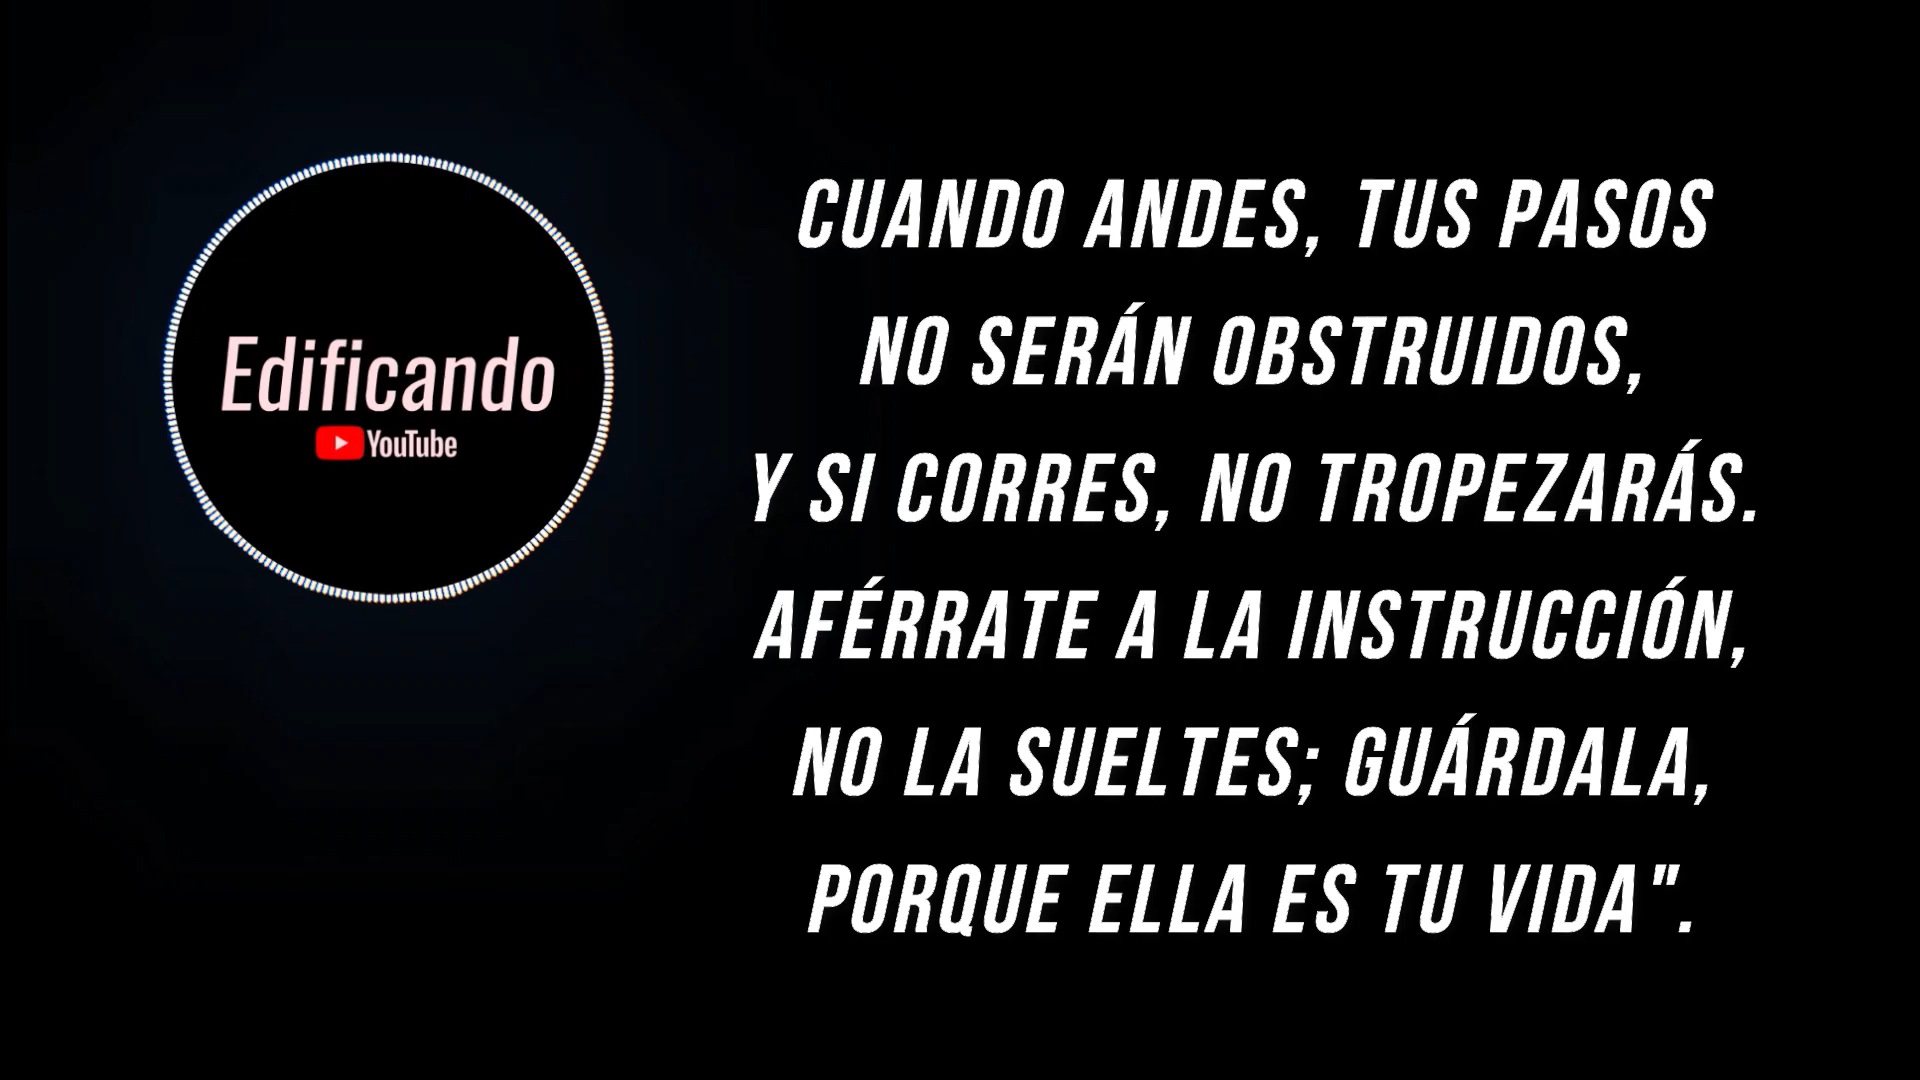 Edificando
YouTube
CUANDO ANDES, TUS PASOS
NO SERÁN OBSTRUIDOS,
Y SI CORRES, NO TROPEZARÁS.
AFÉRRATE A LA INSTRUCCIÓN,
NO LA SUELTES; GUÁRDALA,
PORQUE ELLA ES TU VIDA".